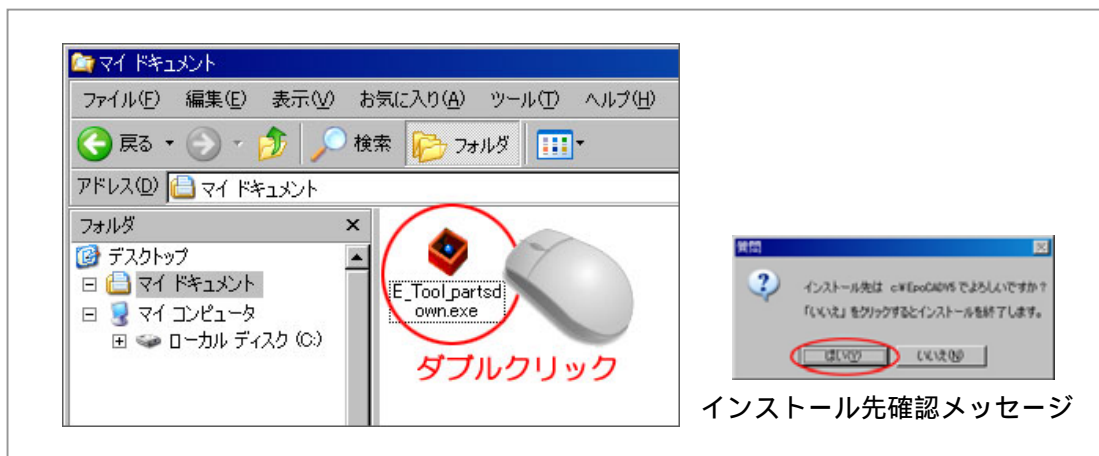 マイ ドキュメント
ファイル(F) 編集(E) 表示(V) お気に入り(A) ツール(T) ヘルプ(H)
戻る 検索 フォルダ
アドレス(D) マイ ドキュメント
フォルダ ×
デスクトップ
マイ ドキュメント
マイ コンピュータ
ローカル ディスク (C:)
E_Tool_partsd
own.exe
ダブルクリック
質問
インストール先は c:¥EpoCADV5 でよろしいですか?
「いいえ」をクリックするとインストールを終了します。
はい(Y) いいえ(N)
インストール先確認メッセージ